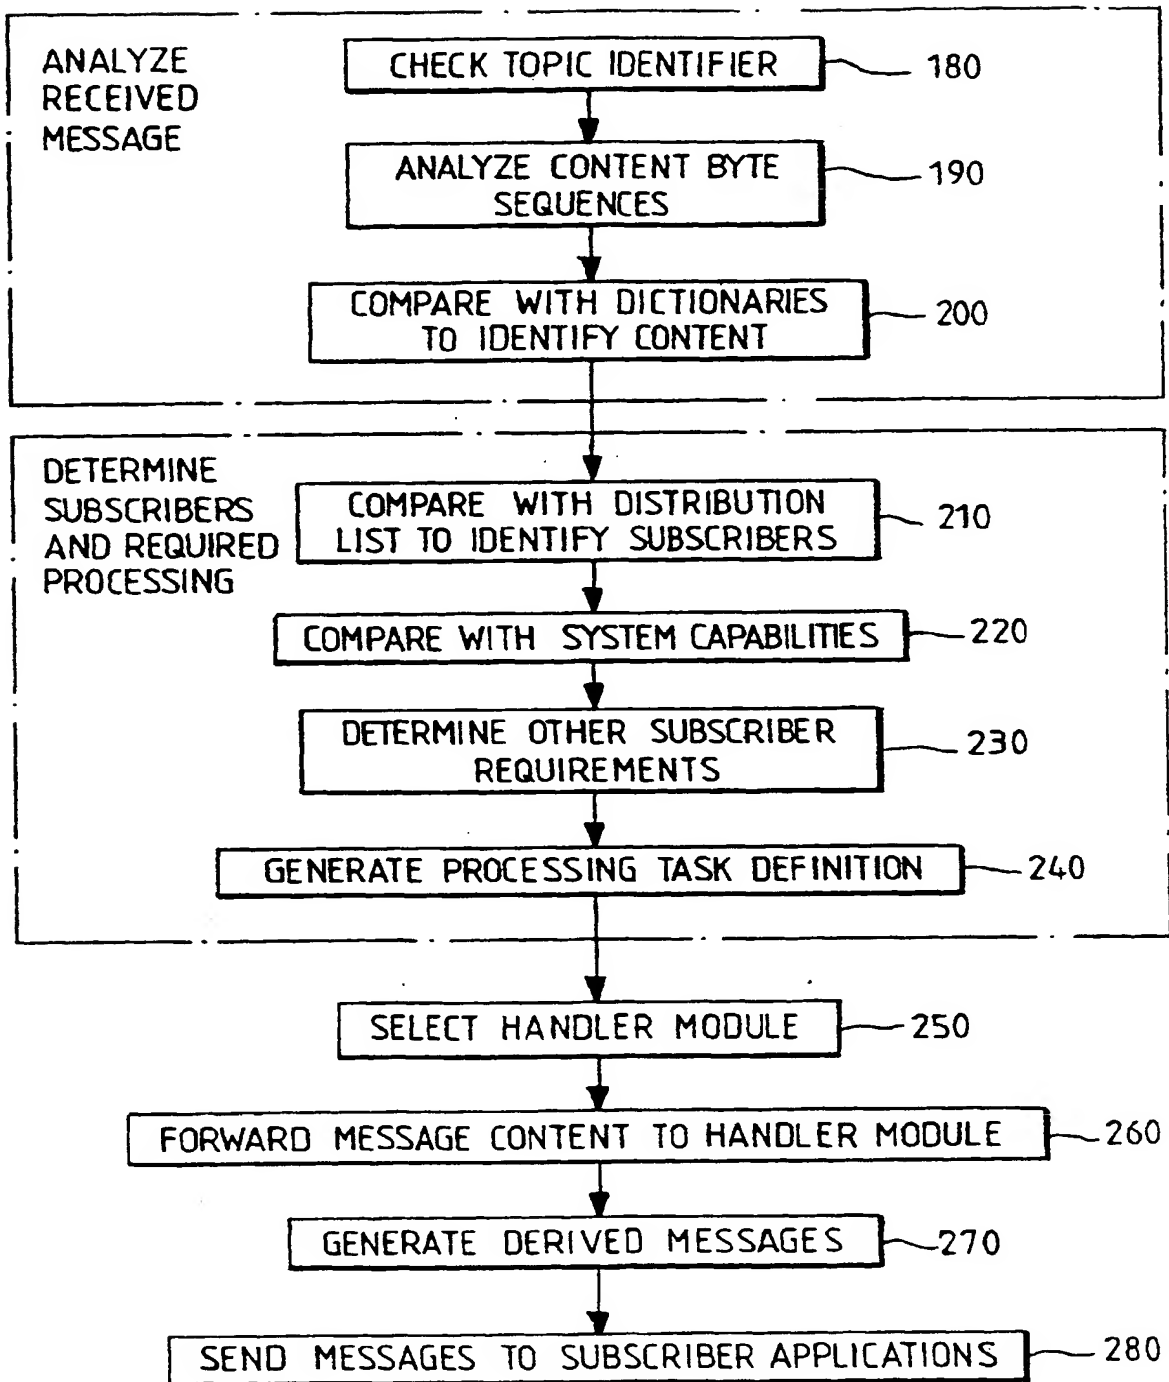 ANALYZE
RECEIVED
MESSAGE
CHECK TOPIC IDENTIFIER
180
ANALYZE CONTENT BYTE
SEQUENCES
190
COMPARE WITH DICTIONARIES
TO IDENTIFY CONTENT
200
DETERMINE
SUBSCRIBERS
AND REQUIRED
PROCESSING
COMPARE WITH DISTRIBUTION
LIST TO IDENTIFY SUBSCRIBERS
210
COMPARE WITH SYSTEM CAPABILITIES
220
DETERMINE OTHER SUBSCRIBER
REQUIREMENTS
230
GENERATE PROCESSING TASK DEFINITION
240
SELECT HANDLER MODULE
250
FORWARD MESSAGE CONTENT TO HANDLER MODULE
260
GENERATE DERIVED MESSAGES
270
SEND MESSAGES TO SUBSCRIBER APPLICATIONS
280